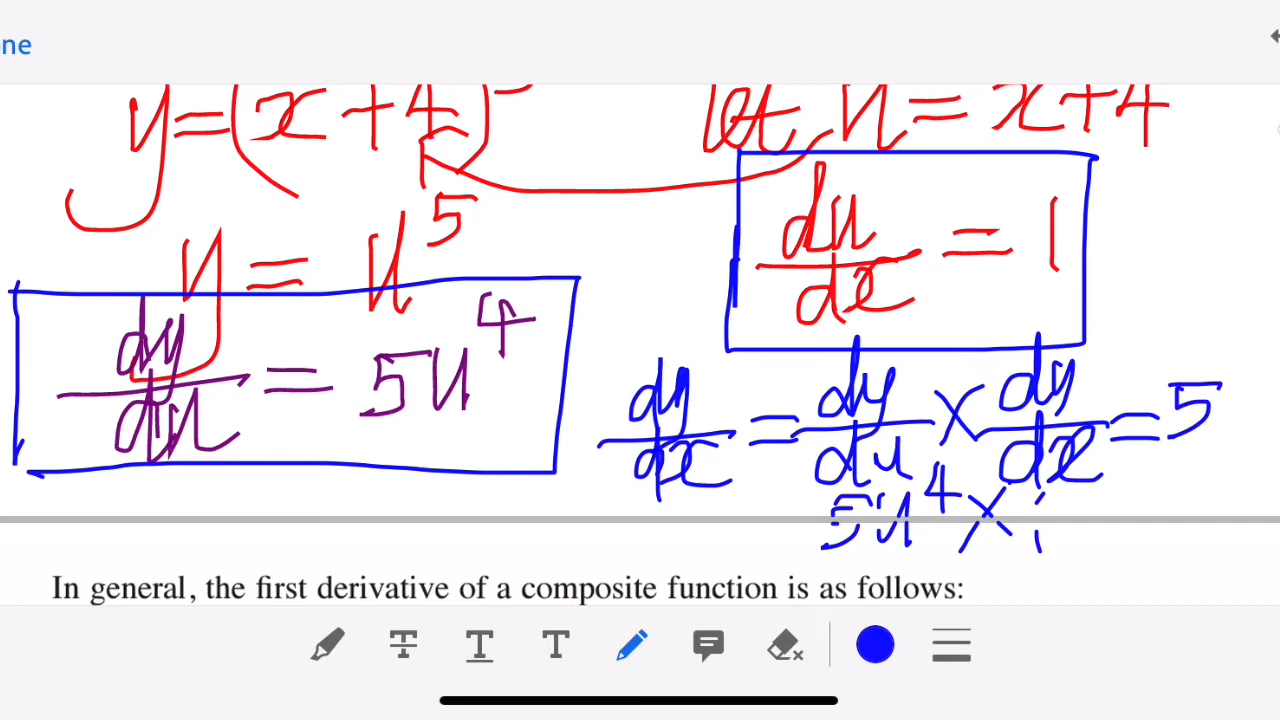 ne
y=(x+4)
let u=x+4
y=u^5
du/dx=1
dy/du=5u^4
dy/dx=dy/du×dy/dx=5
5u^4×1
In general, the first derivative of a composite function is as follows:
T T T